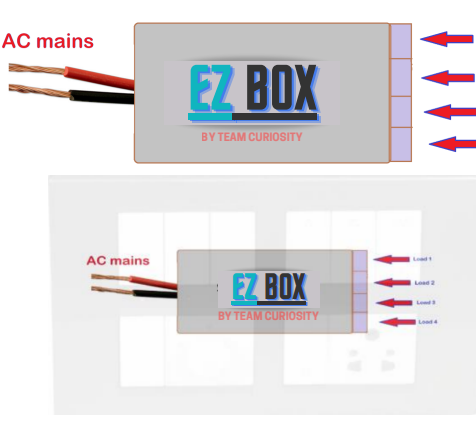 AC mains
EZ BOX
BY TEAM CURIOSITY
AC mains
Load 1
Load 2
EZ BOX
Load 3
BY TEAM CURIOSITY
Load 4